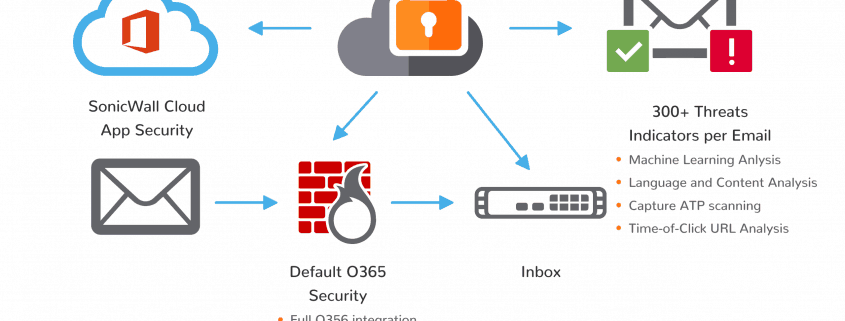 SonicWall Cloud
App Security
300+ Threats
Indicators per Email
• Machine Learning Anlysis
• Language and Content Analysis
• Capture ATP scanning
• Time-of-Click URL Analysis
Default O365
Security
• Full O356 integration
Inbox